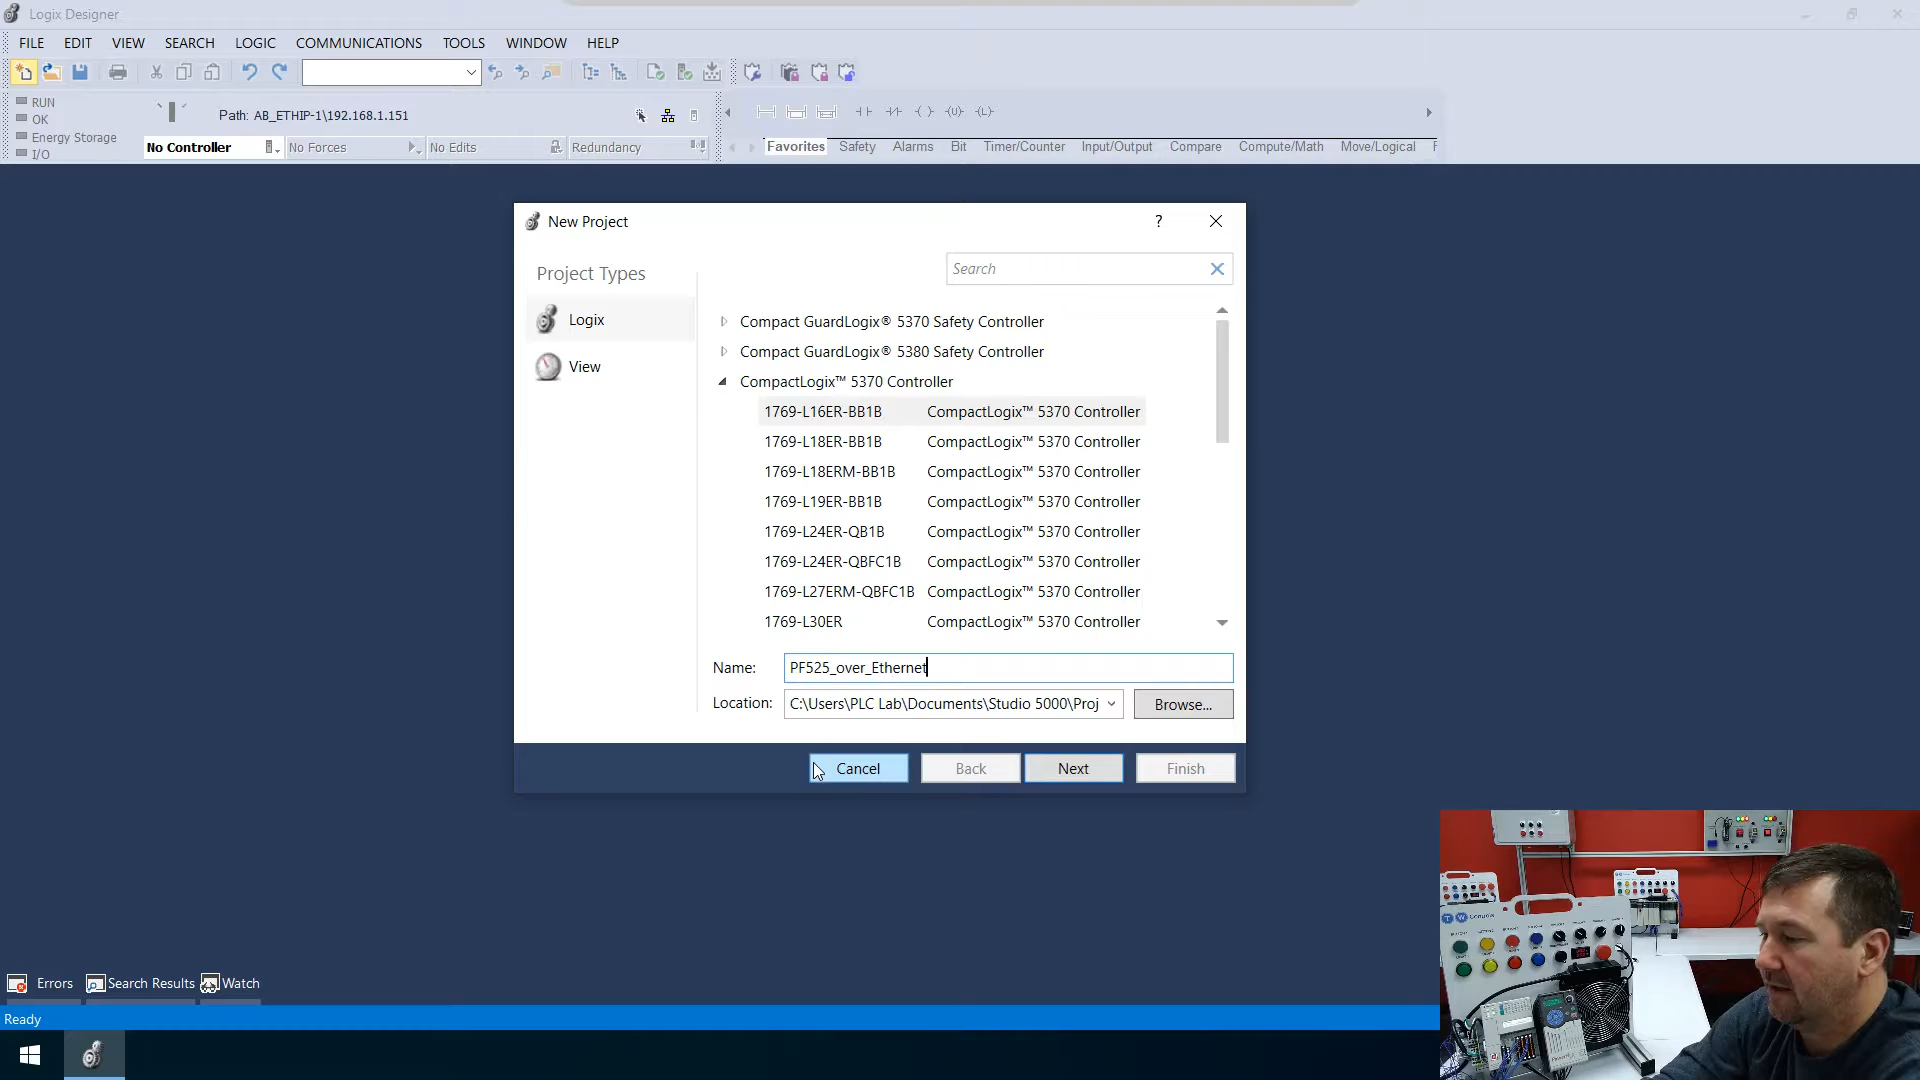 Logix Designer
FILE EDIT VIEW SEARCH LOGIC COMMUNICATIONS TOOLS WINDOW HELP
RUN
OK
Energy Storage
I/O
Path: AB_ETHIP-1\192.168.1.151
No Controller No Forces No Edits Redundancy
Favorites Safety Alarms Bit Timer/Counter Input/Output Compare Compute/Math Move/Logical
New Project
?
Project Types
Logix
View
Search
Compact GuardLogix® 5370 Safety Controller
Compact GuardLogix® 5380 Safety Controller
CompactLogix™ 5370 Controller
1769-L16ER-BB1B CompactLogix™ 5370 Controller
1769-L18ER-BB1B CompactLogix™ 5370 Controller
1769-L18ERM-BB1B CompactLogix™ 5370 Controller
1769-L19ER-BB1B CompactLogix™ 5370 Controller
1769-L24ER-QB1B CompactLogix™ 5370 Controller
1769-L24ER-QBFC1B CompactLogix™ 5370 Controller
1769-L27ERM-QBFC1B CompactLogix™ 5370 Controller
1769-L30ER CompactLogix™ 5370 Controller
Name: PF525_over_Ethernet
Location: C:\Users\PLC Lab\Documents\Studio 5000\Proj Browse...
Cancel Back Next Finish
Errors Search Results Watch
Ready